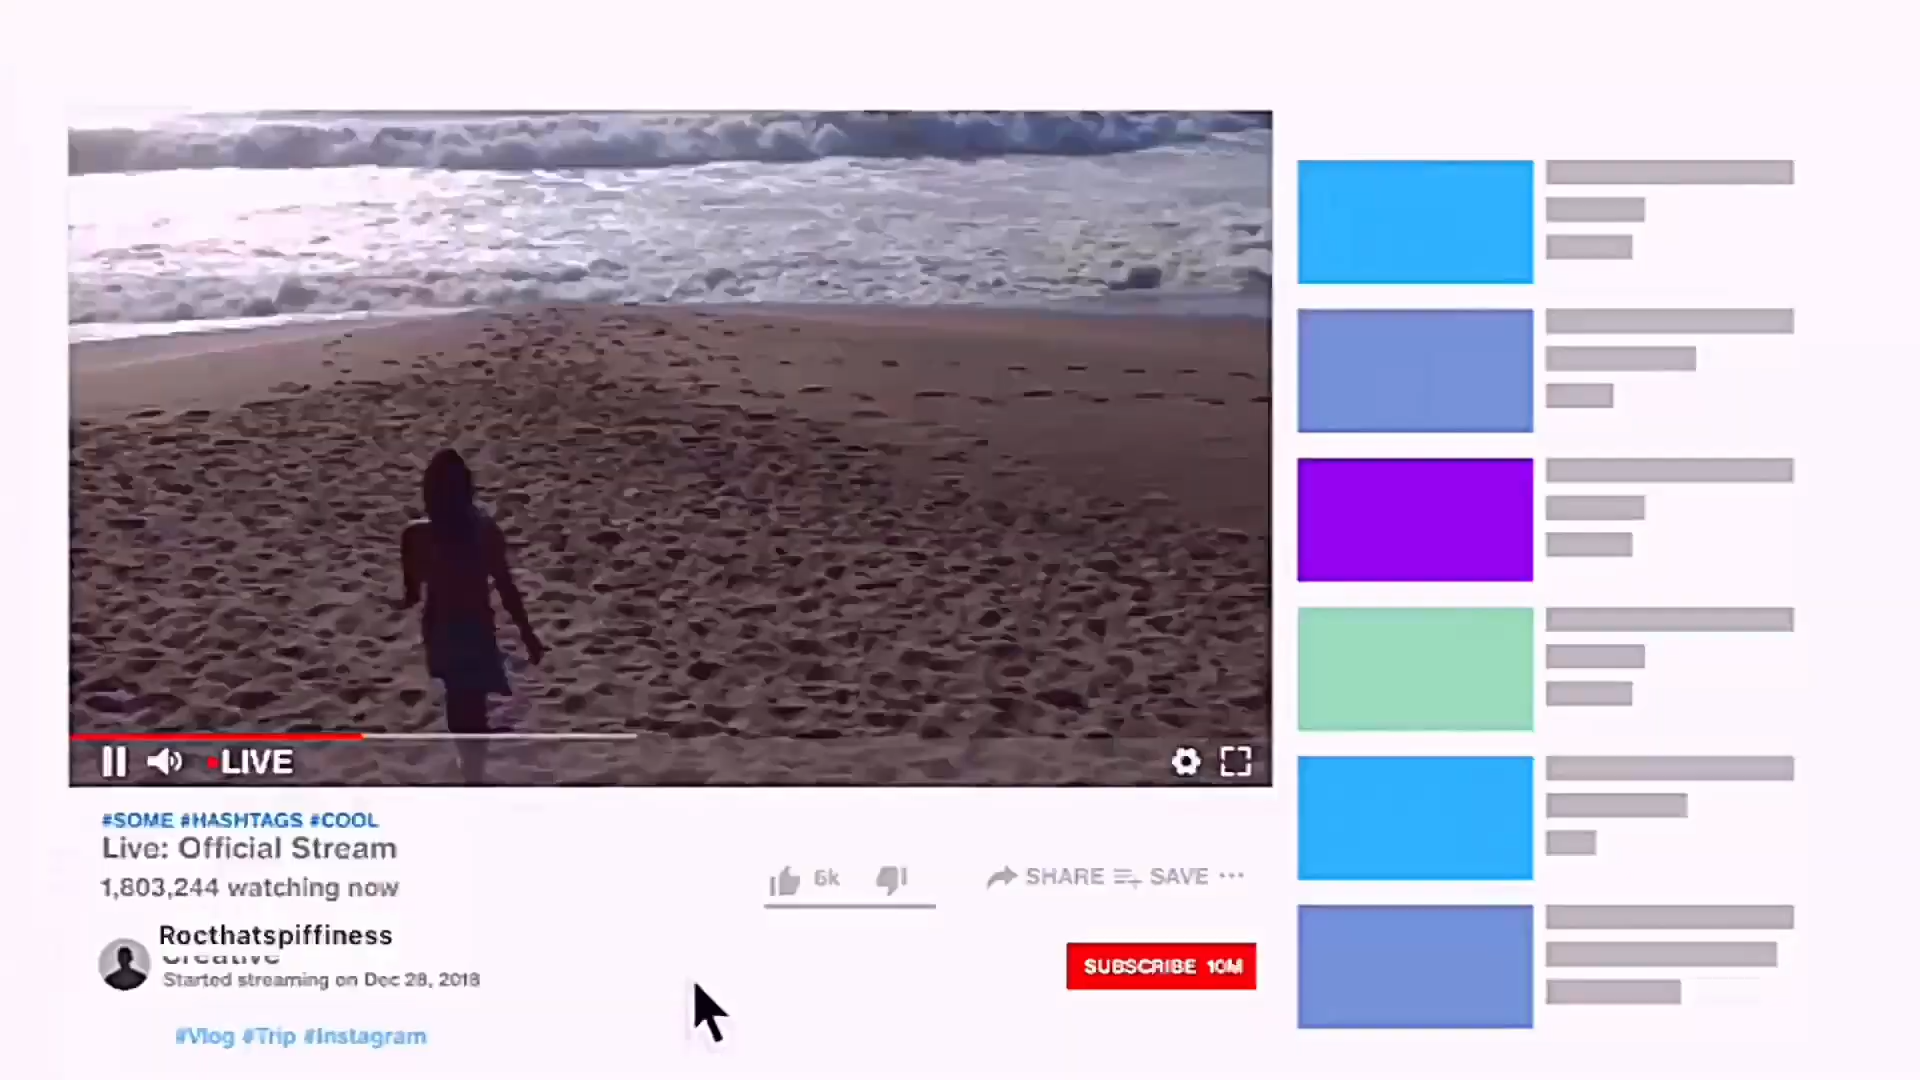 LIVE
#SOME #HASHTAGS #COOL
Live: Official Stream
1,803,244 watching now
6k
SHARE
SAVE
Rocthatspiffiness
Creative
Started streaming on Dec 28, 2018
SUBSCRIBE 10M
#Vlog #Trip #Instagram